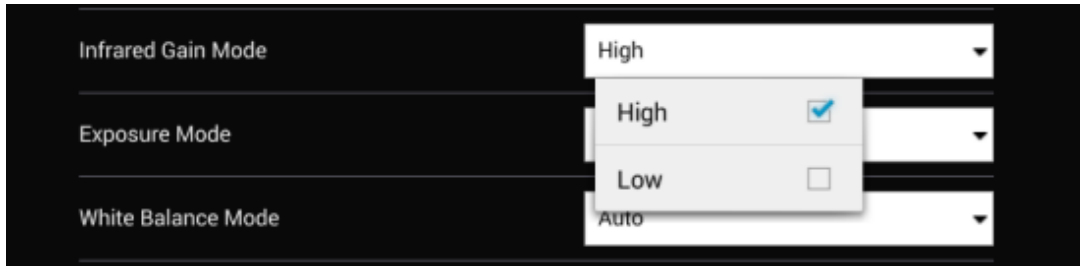 Infrared Gain Mode
High
High
Exposure Mode
Low
White Balance Mode
Auto